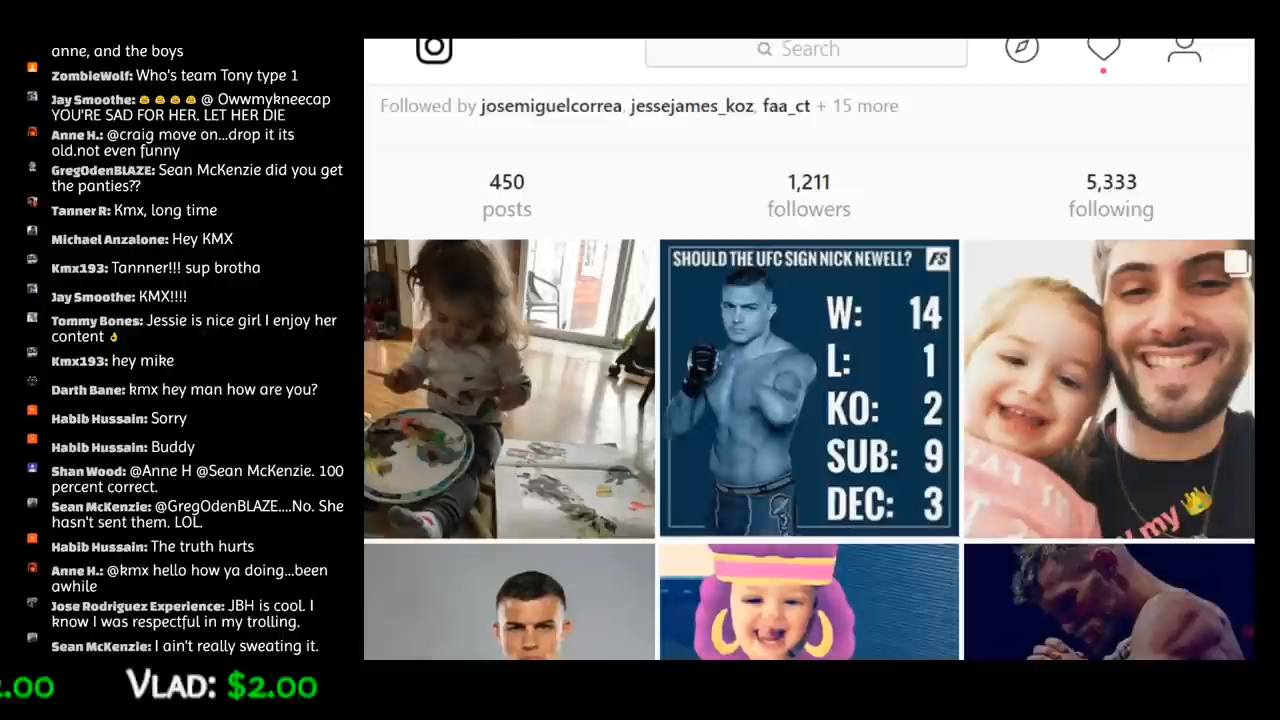 anne, and the boys
ZombieWolf: Who's team Tony type 1
Jay Smoothe: 😊😊😊😊 @ Owwmykneecap
YOU'RE SAD FOR HER. LET HER DIE
Anne H.: @craig move on...drop it its
old.not even funny
GregOdenBLAZE: Sean McKenzie did you get
the panties??
Tanner R: Kmx, long time
Michael Anzalone: Hey KMX
Kmx193: Tannner!!! sup brotha
Jay Smoothe: KMX!!!!
Tommy Bones: Jessie is nice girl I enjoy her
content 👌
Kmx193: hey mike
Darth Bane: kmx hey man how are you?
Habib Hussain: Sorry
Habib Hussain: Buddy
Shan Wood: @Anne H @Sean McKenzie. 100
percent correct.
Sean McKenzie: @GregOdenBLAZE....No. She
hasn't sent them. LOL.
Habib Hussain: The truth hurts
Anne H.: @kmx hello how ya doing...been
awhile
Jose Rodriguez Experience: JBH is cool. I
know I was respectful in my trolling.
Sean McKenzie: I ain't really sweating it.
2.00 VLAD: $2.00
Search
Followed by josemiguelcorrea, jessejames_koz, faa_ct + 15 more
450 1,211 5,333
posts followers following
SHOULD THE UFC SIGN NICK NEWELL? FS
W: 14
L: 1
KO: 2
SUB: 9
DEC: 3
my 👑